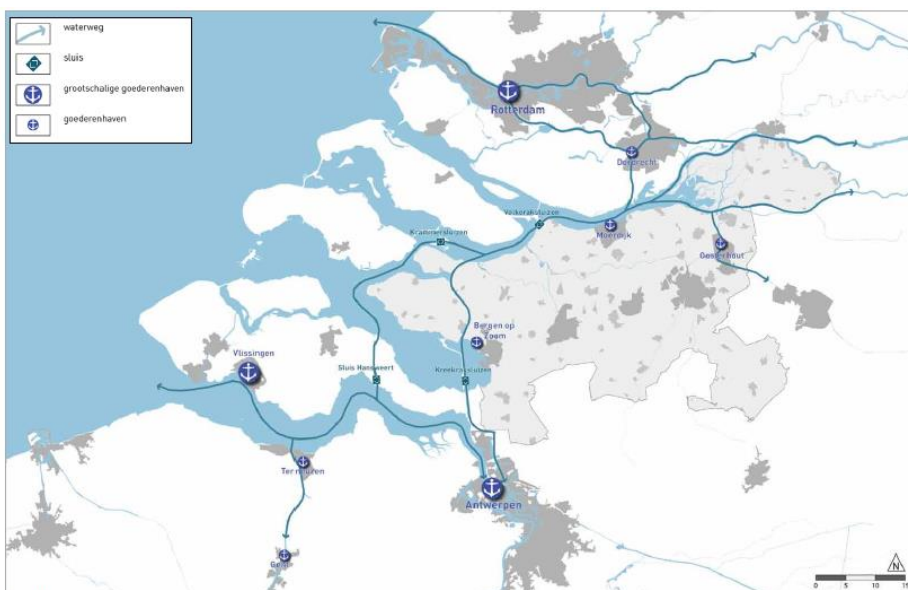 waterweg
sluis
grootschalige goederenhaven
goederenhaven
Rotterdam
Dordrecht
Volkeraksluizen
Krammersluizen
Moerdijk
Oosterhout
Bergen op
Zoom
Vlissingen
Sluis Hansweert
Kreekraksluizen
Terneuzen
Antwerpen
Gent
N
0
5
10
15